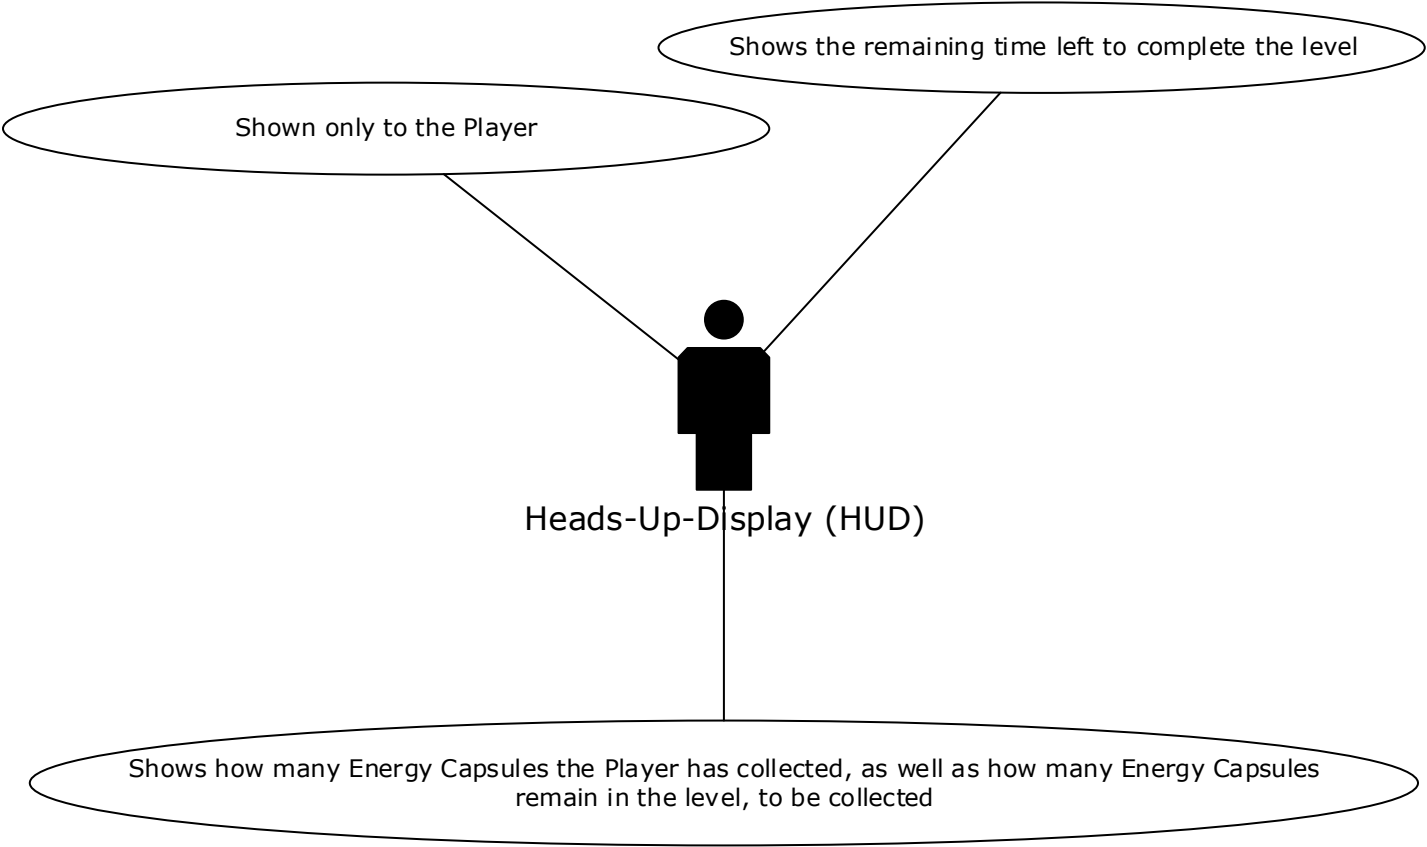 Shows the remaining time left to complete the level
Shown only to the Player
Heads-Up-Display (HUD)
Shows how many Energy Capsules the Player has collected, as well as how many Energy Capsules
remain in the level, to be collected